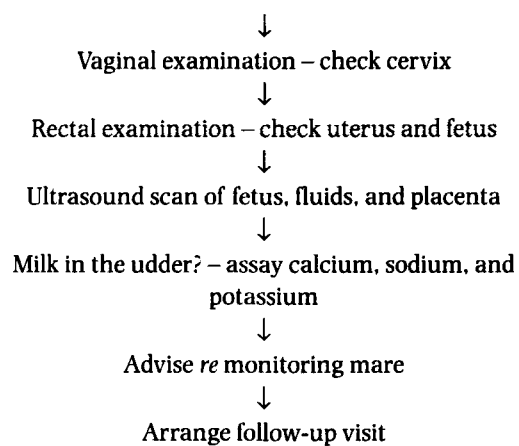 ↓
Vaginal examination – check cervix
↓
Rectal examination – check uterus and fetus
↓
Ultrasound scan of fetus, fluids, and placenta
↓
Milk in the udder? – assay calcium, sodium, and
potassium
↓
Advise re monitoring mare
↓
Arrange follow-up visit